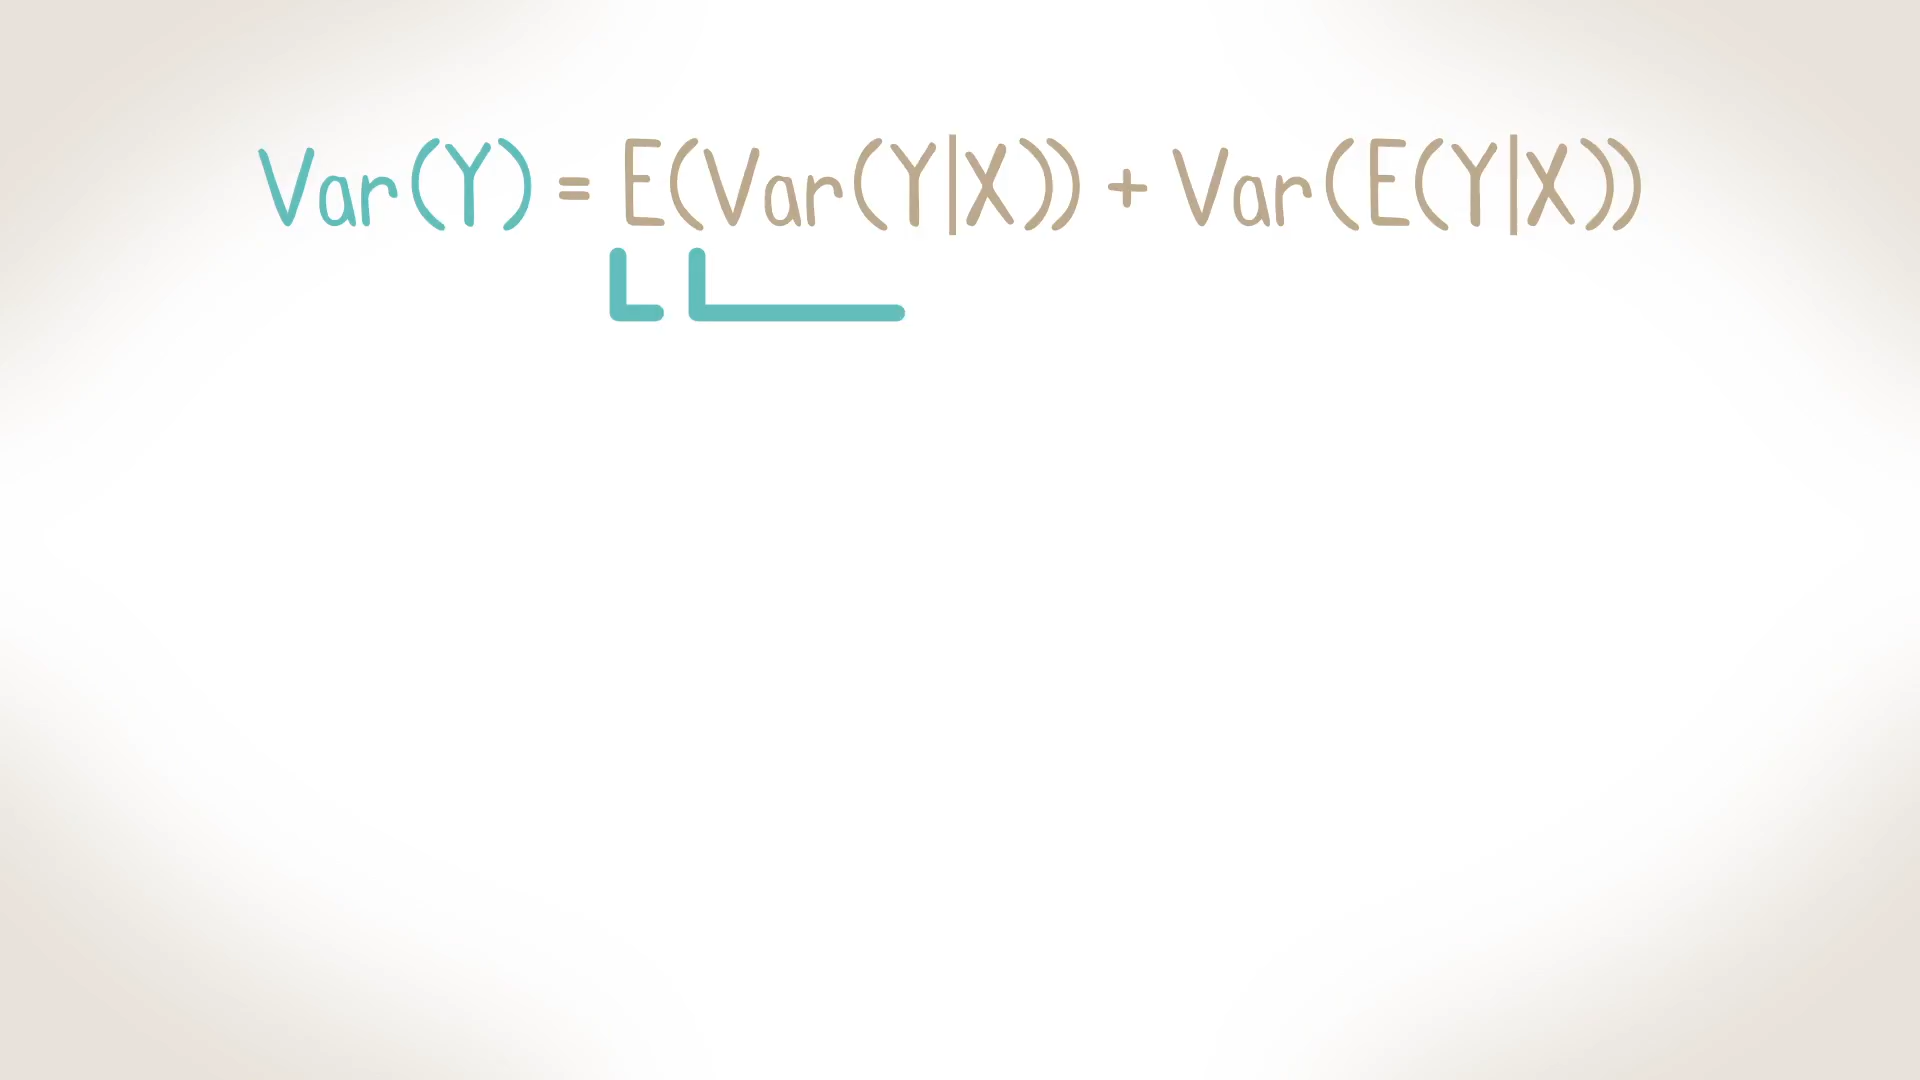 Var(Y) = E(Var(Y|X)) + Var(E(Y|X))